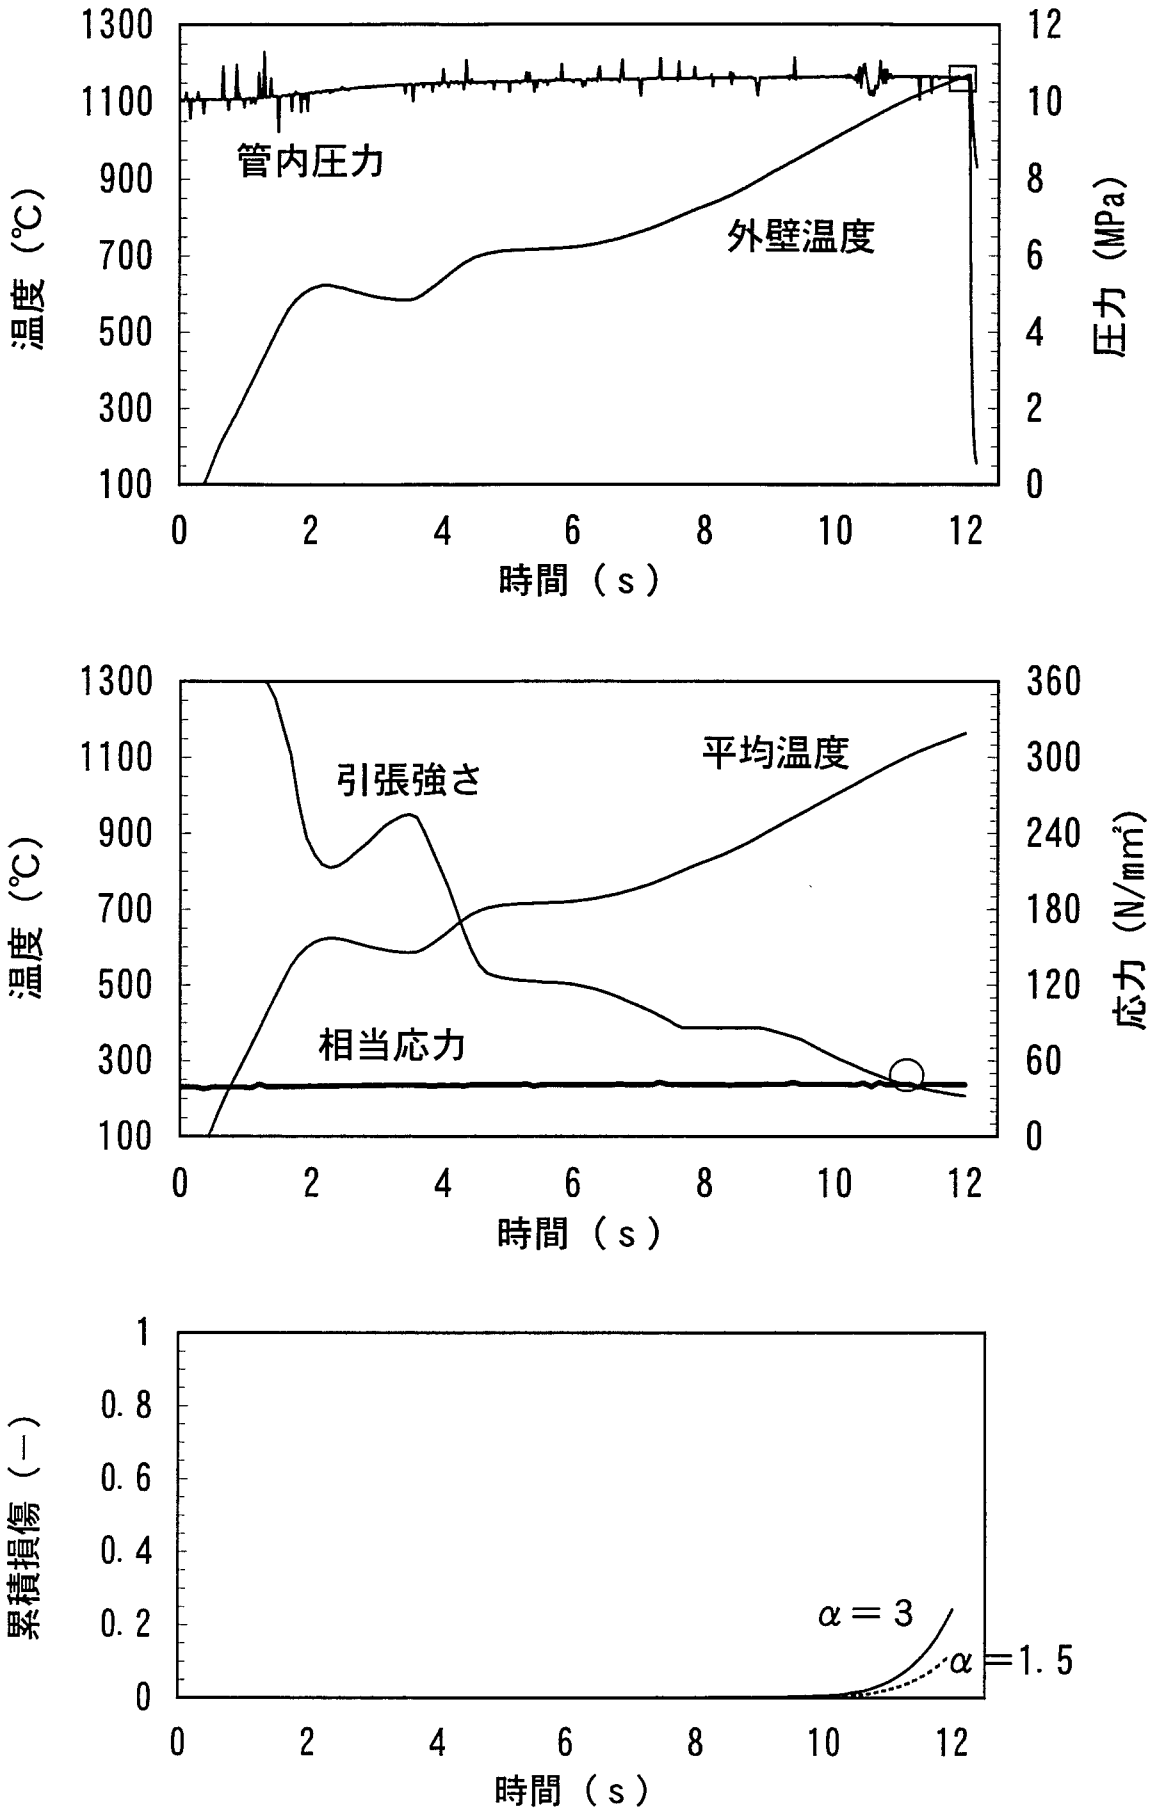 1300
1100
900
700
500
300
100
温度 (℃)
12
10
8
6
4
2
0
圧力 (MPa)
管内圧力
外壁温度
0 2 4 6 8 10 12
時間 (s)
1300
1100
900
700
500
300
100
温度 (℃)
360
300
240
180
120
60
0
応力 (N/mm²)
引張強さ
平均温度
相当応力
0 2 4 6 8 10 12
時間 (s)
1
0.8
0.6
0.4
0.2
0
累積損傷 (—)
α=3
α=1.5
0 2 4 6 8 10 12
時間 (s)